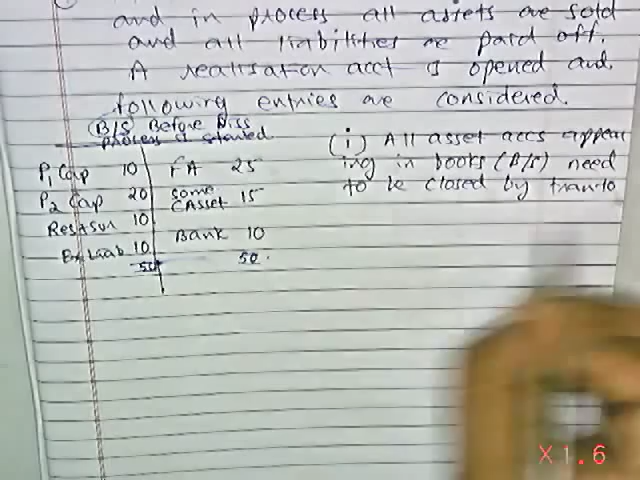 and in process all assets are sold
and all liabilities are paid off.
A realisation acct is opened and
following entries are considered.
(B/S) Before Diss
process is started
P1 Cap 10 FA 25
P2 Cap 20 Some CAsset 15
Res & Sur 10
Bank 10
Ex Liab 10
50 50.
(i) All asset accs appear
ing in books (B/S) need
to be closed by tran to
X1.6